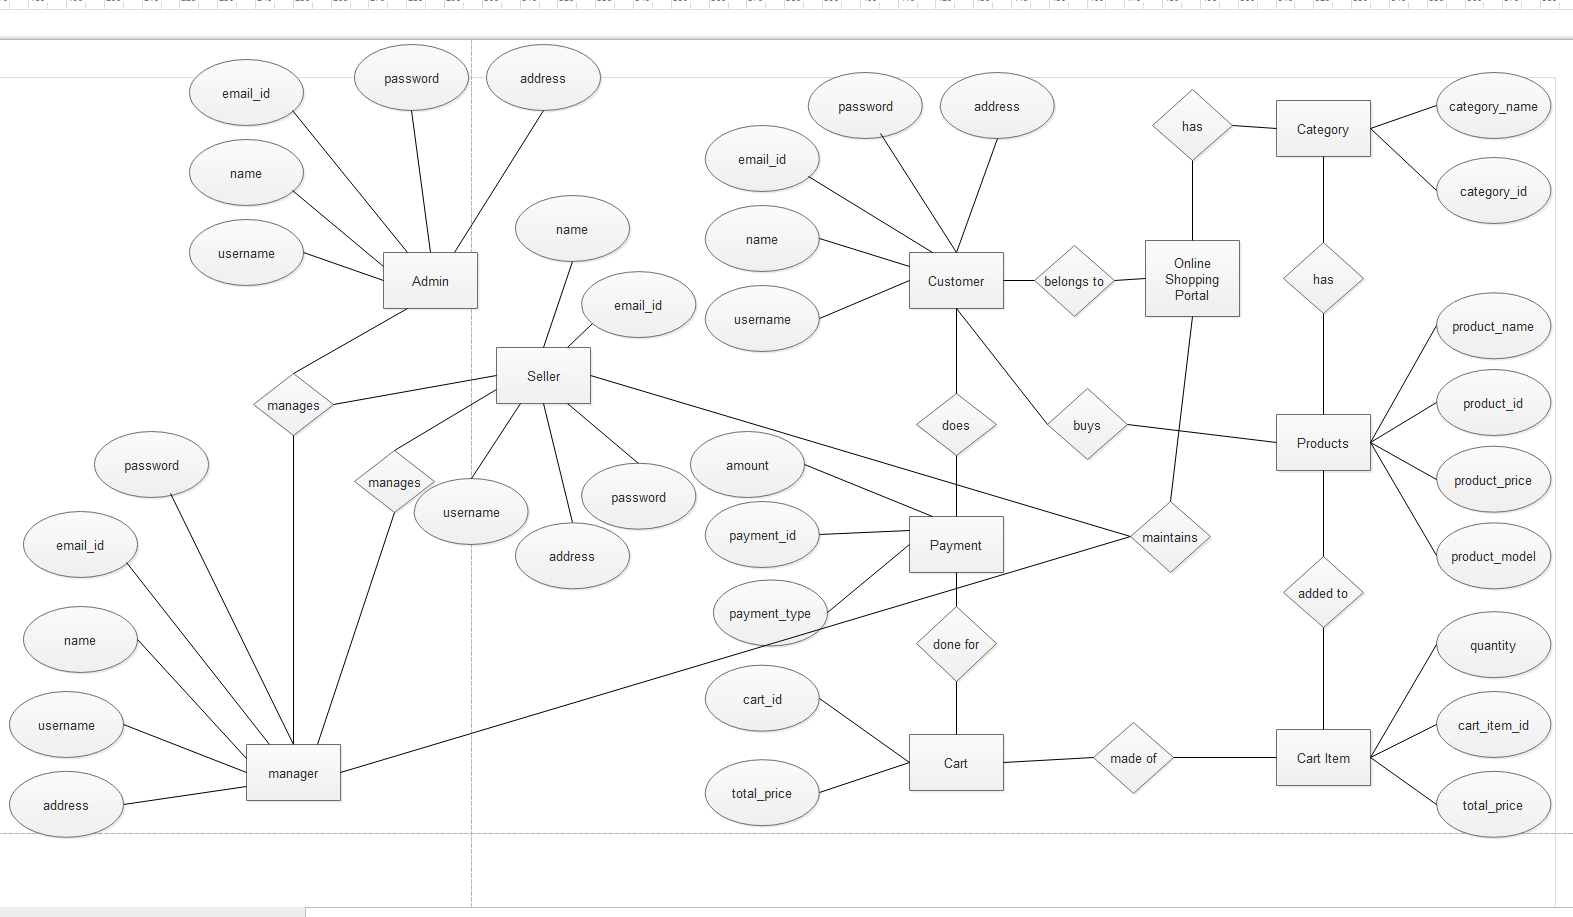 password
address
email_id
name
username
Admin
name
email_id
Seller
manages
manages
username
password
address
password
email_id
name
username
address
manager
password
address
email_id
name
username
Customer
belongs to
Online
Shopping
Portal
has
Category
category_name
category_id
has
does
buys
Products
product_name
product_id
product_price
product_model
amount
payment_id
payment_type
Payment
maintains
added to
done for
cart_id
total_price
Cart
made of
Cart Item
quantity
cart_item_id
total_price